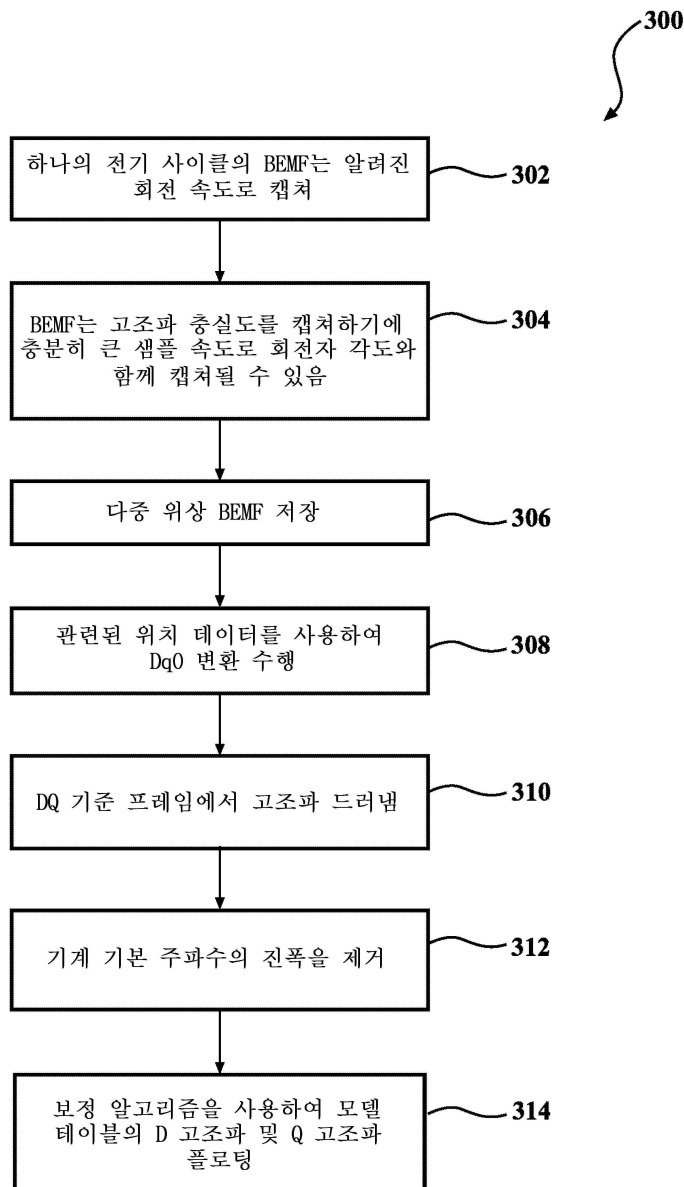 300
하나의 전기 사이클의 BEMF는 알려진
회전 속도로 캡쳐
302
BEMF는 고조파 충실도를 캡쳐하기에
충분히 큰 샘플 속도로 회전자 각도와
함께 캡쳐될 수 있음
304
다중 위상 BEMF 저장
306
관련된 위치 데이터를 사용하여
Dq0 변환 수행
308
DQ 기준 프레임에서 고조파 드러냄
310
기계 기본 주파수의 진폭을 제거
312
보정 알고리즘을 사용하여 모델
테이블의 D 고조파 및 Q 고조파
플로팅
314